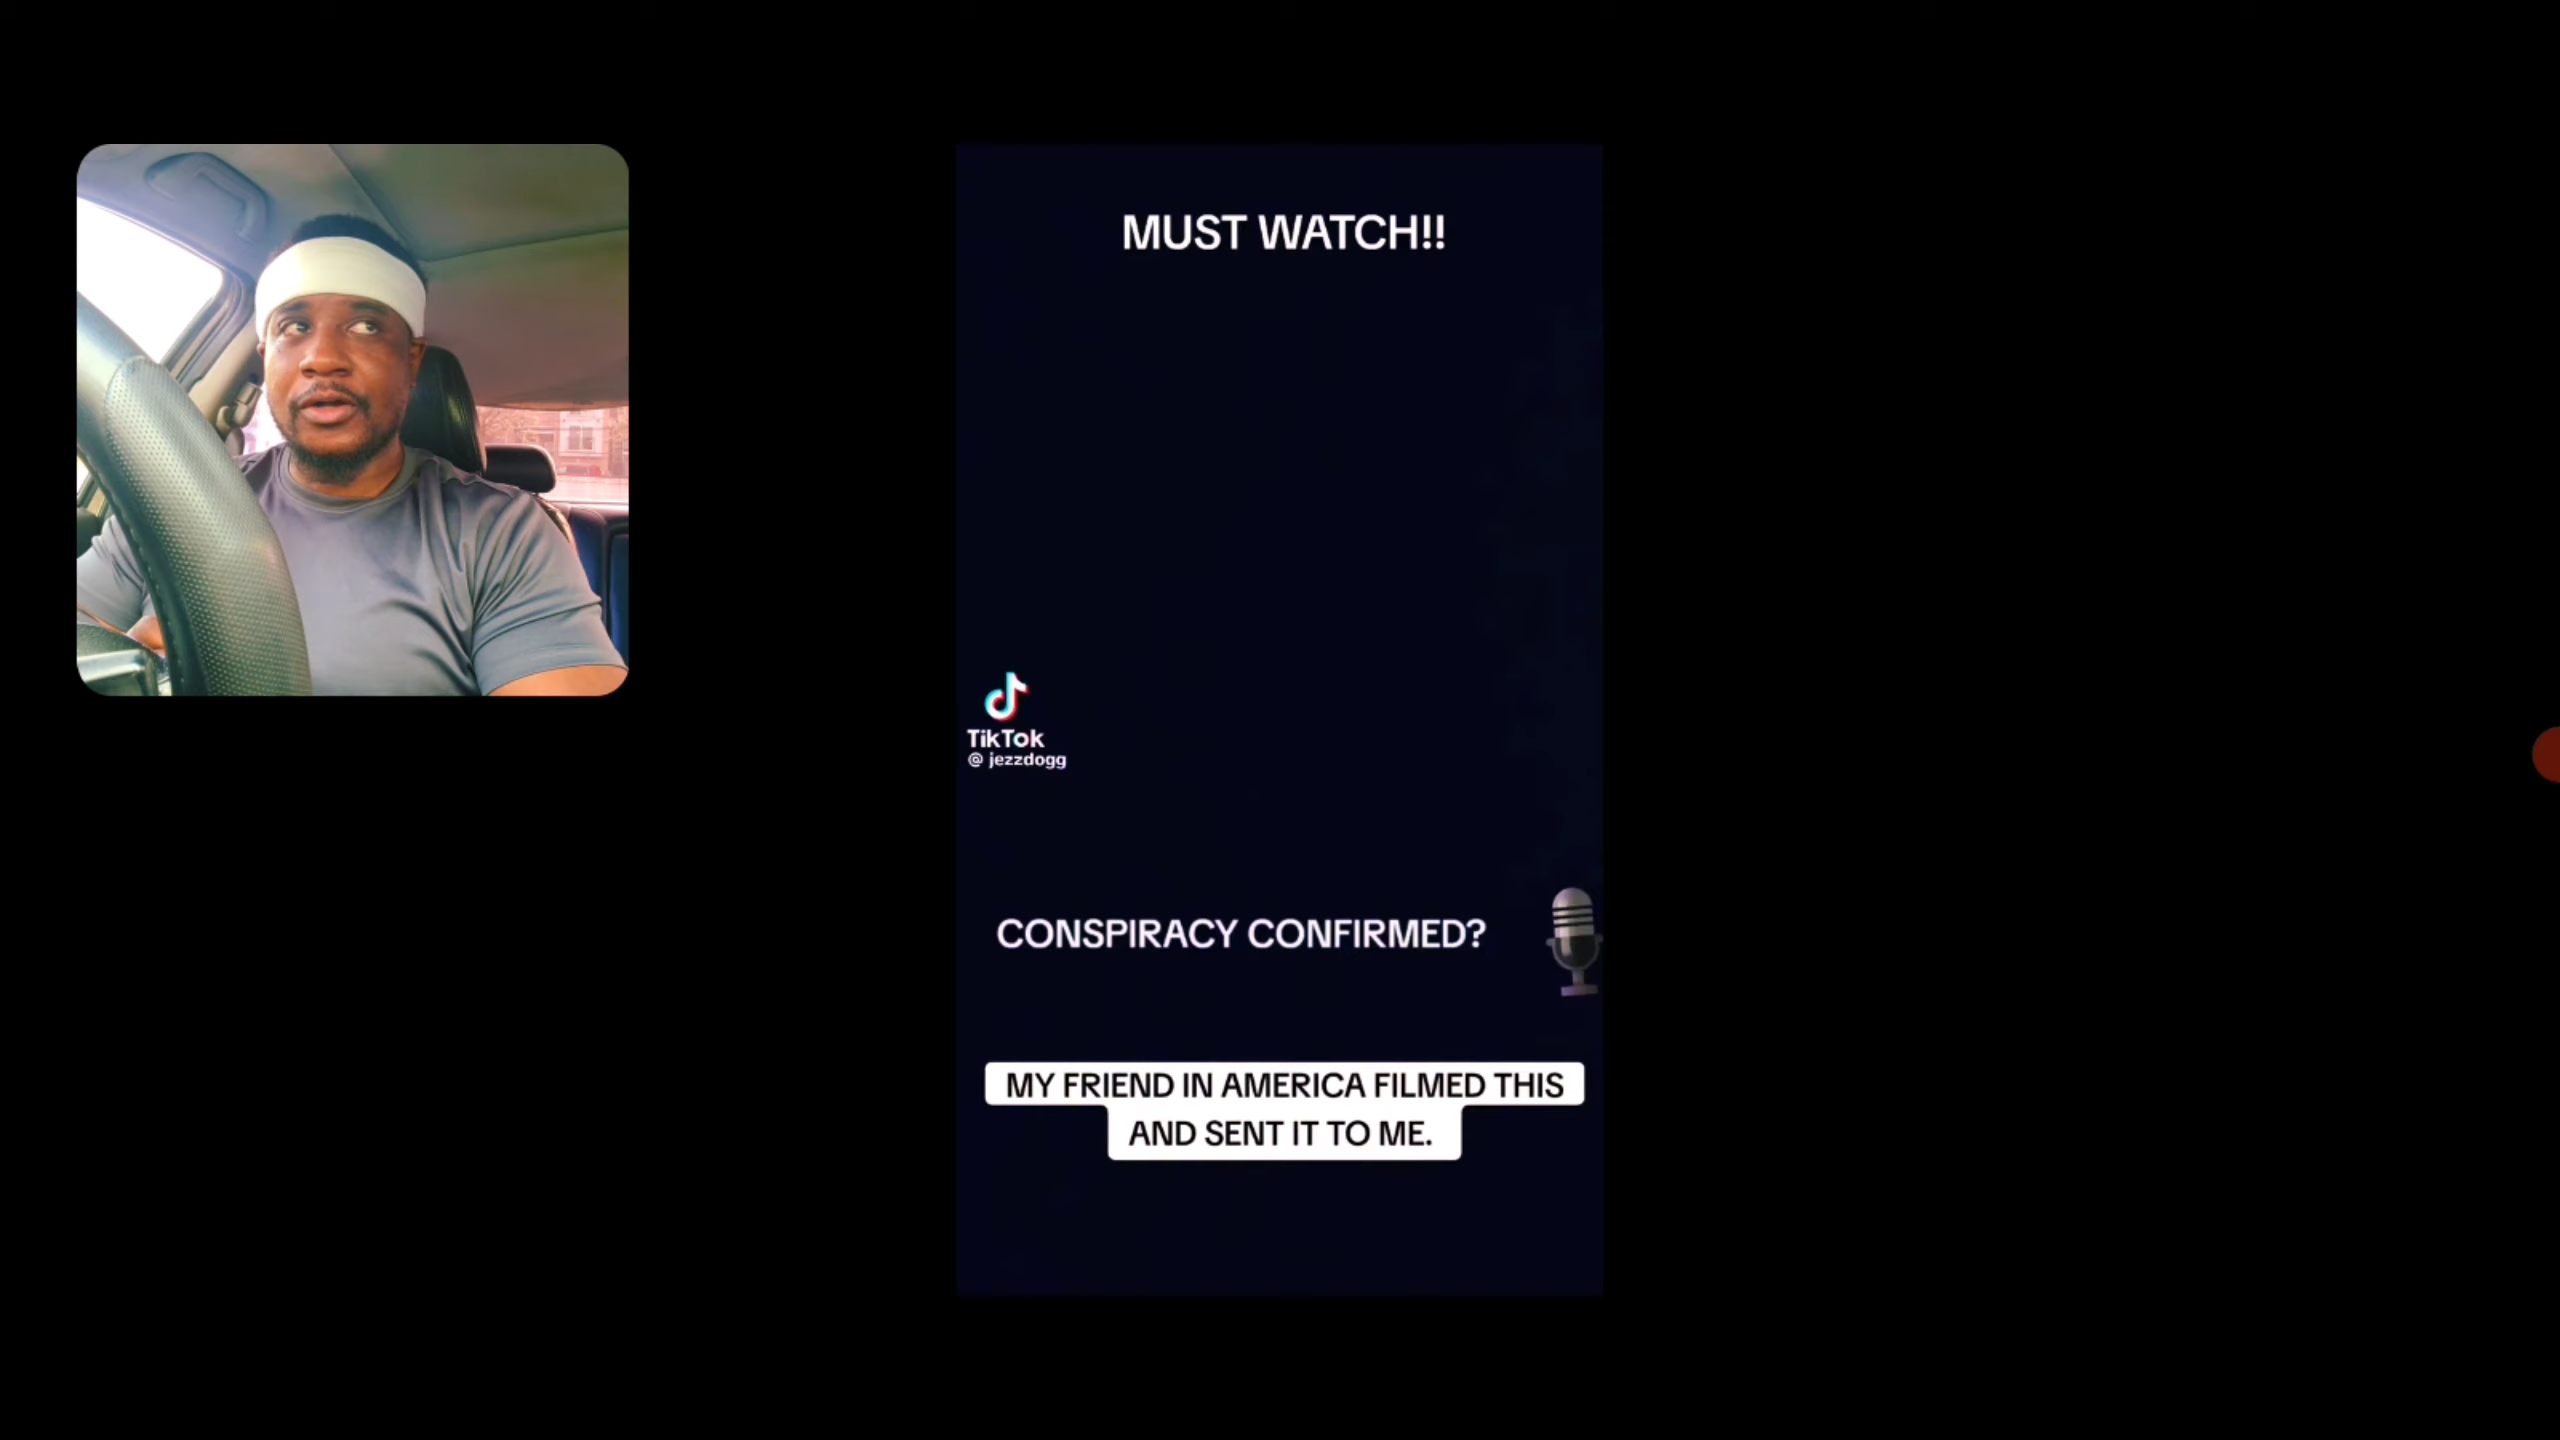 MUST WATCH!!
TikTok
@ jezzdogg
CONSPIRACY CONFIRMED?
MY FRIEND IN AMERICA FILMED THIS
AND SENT IT TO ME.